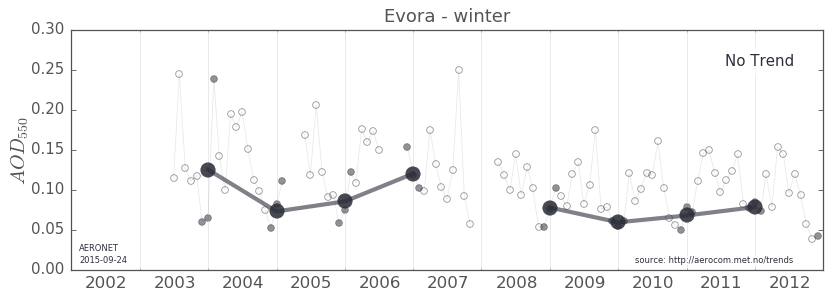 Evora - winter
0.30
0.25
0.20
0.15
0.10
0.05
0.00
AOD550
No Trend
AERONET
2015-09-24
source: http://aerocom.met.no/trends
2002 2003 2004 2005 2006 2007 2008 2009 2010 2011 2012